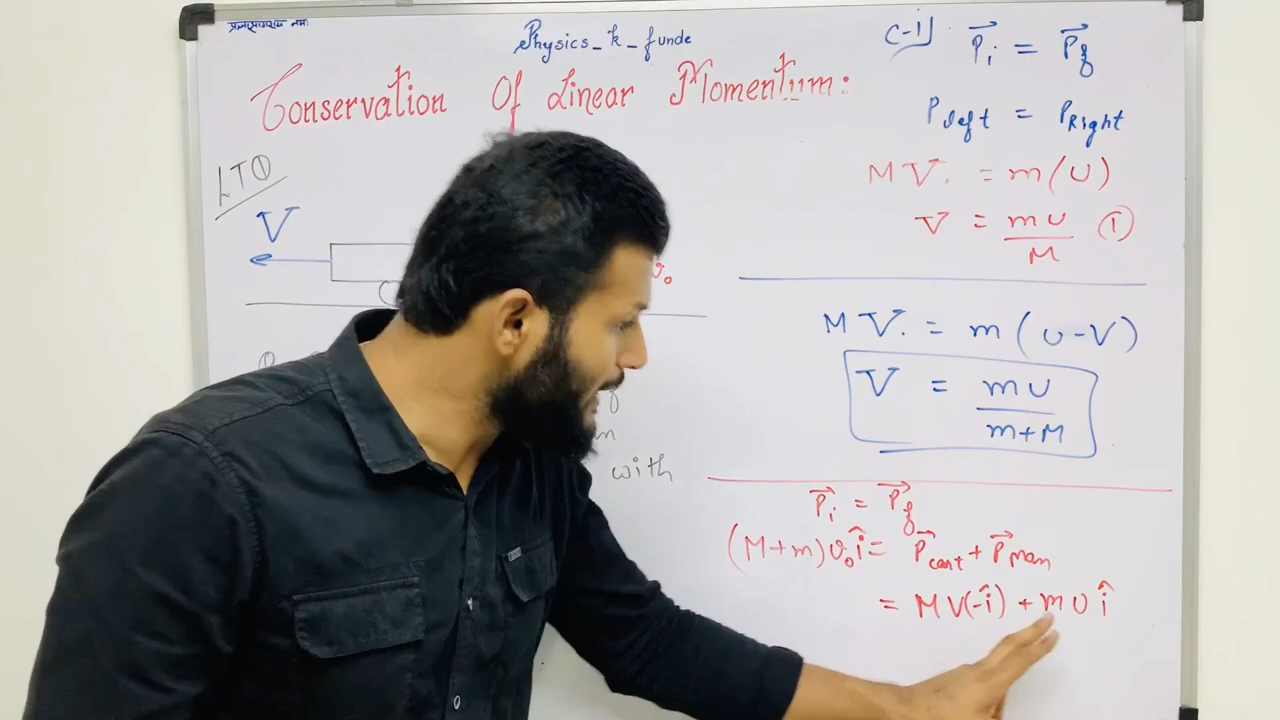 Physics_k_funde
Conservation Of Linear Momentum:
LTQ
V
v₀
with
C-1] P⃗i = P⃗f
Pleft = PRight
MV. = m(U)
V = mU/M (1)
MV. = m(U-V)
V = mU/m+M
P⃗i = P⃗f
(M+m)v₀î = P⃗cart + P⃗man
= MV(-î) + mUî